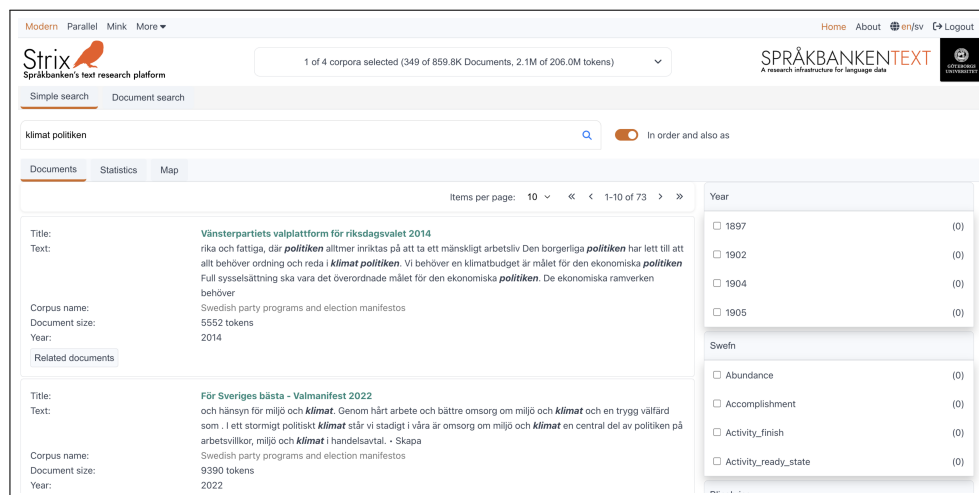 Modern Parallel Mink More
Home About en/sv Logout
Strix
Språkbanken's text research platform
1 of 4 corpora selected (349 of 859.8K Documents, 2.1M of 206.0M tokens)
SPRÅKBANKENTEXT
A research infrastructure for language data
GÖTEBORGS
UNIVERSITET
Simple search Document search
klimat politiken
In order and also as
Documents Statistics Map
Items per page: 10 « < 1-10 of 73 > »
Title: Vänsterpartiets valplattform för riksdagsvalet 2014
Text: rika och fattiga, där politiken alltmer inriktas på att ta ett mänskligt arbetsliv Den borgerliga politiken har lett till att
allt behöver ordning och reda i klimat politiken. Vi behöver en klimatbudget är målet för den ekonomiska politiken
Full sysselsättning ska vara det överordnade målet för den ekonomiska politiken. De ekonomiska ramverken
behöver
Corpus name: Swedish party programs and election manifestos
Document size: 5552 tokens
Year: 2014
Related documents
Title: För Sveriges bästa - Valmanifest 2022
Text: och hänsyn för miljö och klimat. Genom hårt arbete och bättre omsorg om miljö och klimat och en trygg välfärd
som . I ett stormigt politiskt klimat står vi stadigt i våra är omsorg om miljö och klimat en central del av politiken på
arbetsvillkor, miljö och klimat i handelsavtal. • Skapa
Corpus name: Swedish party programs and election manifestos
Document size: 9390 tokens
Year: 2022
Year
1897 (0)
1902 (0)
1904 (0)
1905 (0)
Swefn
Abundance (0)
Accomplishment (0)
Activity_finish (0)
Activity_ready_state (0)